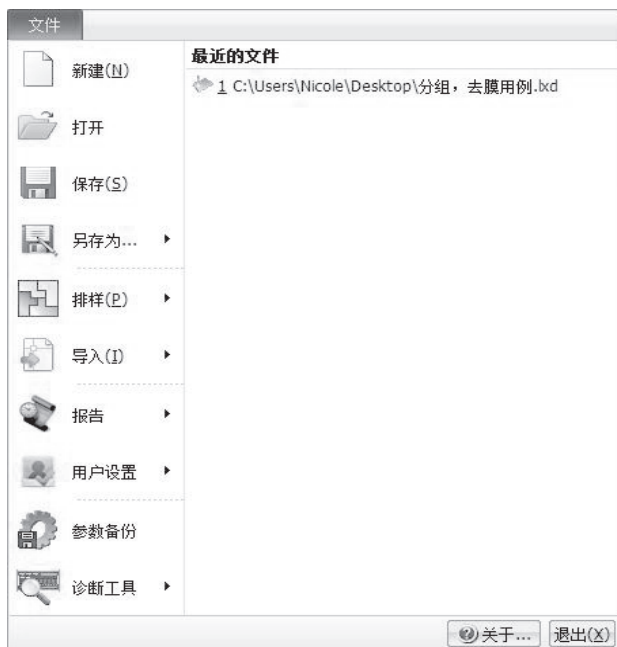 文件
新建(N)
打开
保存(S)
另存为...
排样(P)
导入(I)
报告
用户设置
参数备份
诊断工具
最近的文件
1 C:\Users\Nicole\Desktop\分组，去膜用例.lxd
关于...
退出(X)